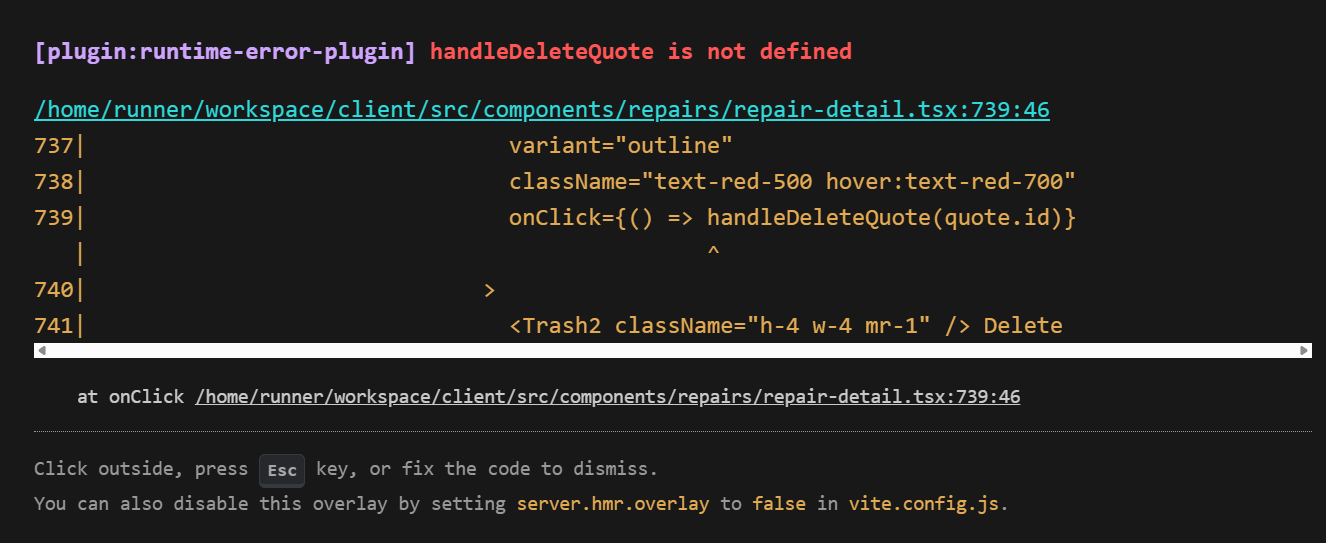 [plugin:runtime-error-plugin] handleDeleteQuote is not defined
/home/runner/workspace/client/src/components/repairs/repair-detail.tsx:739:46
737|                                  variant="outline"
738|                                  className="text-red-500 hover:text-red-700"
739|                                  onClick={() => handleDeleteQuote(quote.id)}
   |                                                 ^
740|                                >
741|                                  <Trash2 className="h-4 w-4 mr-1" /> Delete
at onClick /home/runner/workspace/client/src/components/repairs/repair-detail.tsx:739:46
Click outside, press Esc key, or fix the code to dismiss.
You can also disable this overlay by setting server.hmr.overlay to false in vite.config.js.